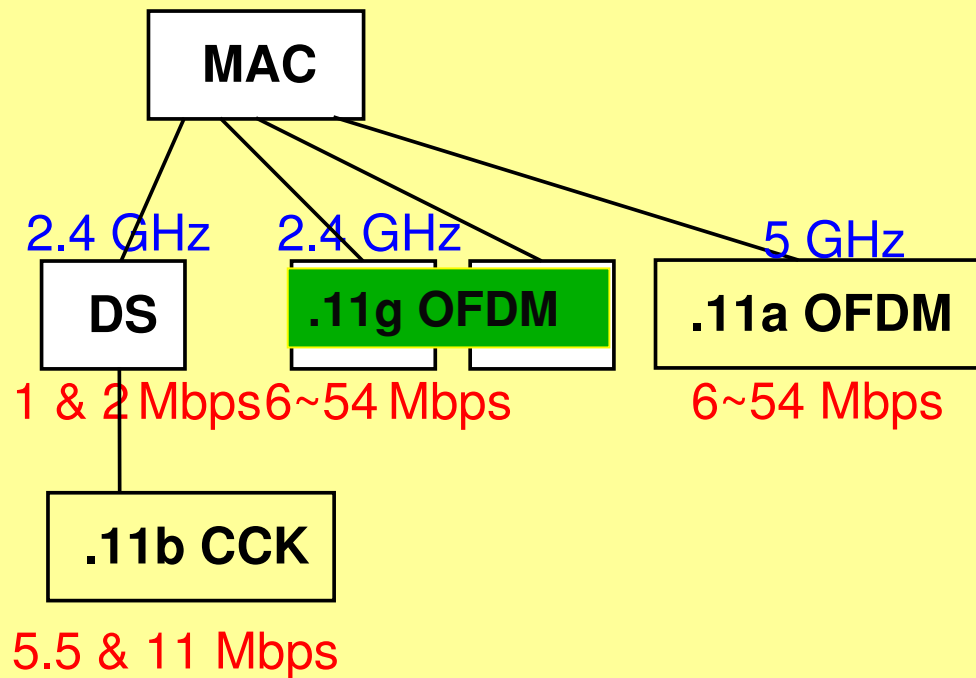 MAC
2.4 GHz
2.4 GHz
5 GHz
DS
.11g OFDM
.11a OFDM
1 & 2 Mbps
6~54 Mbps
6~54 Mbps
.11b CCK
5.5 & 11 Mbps